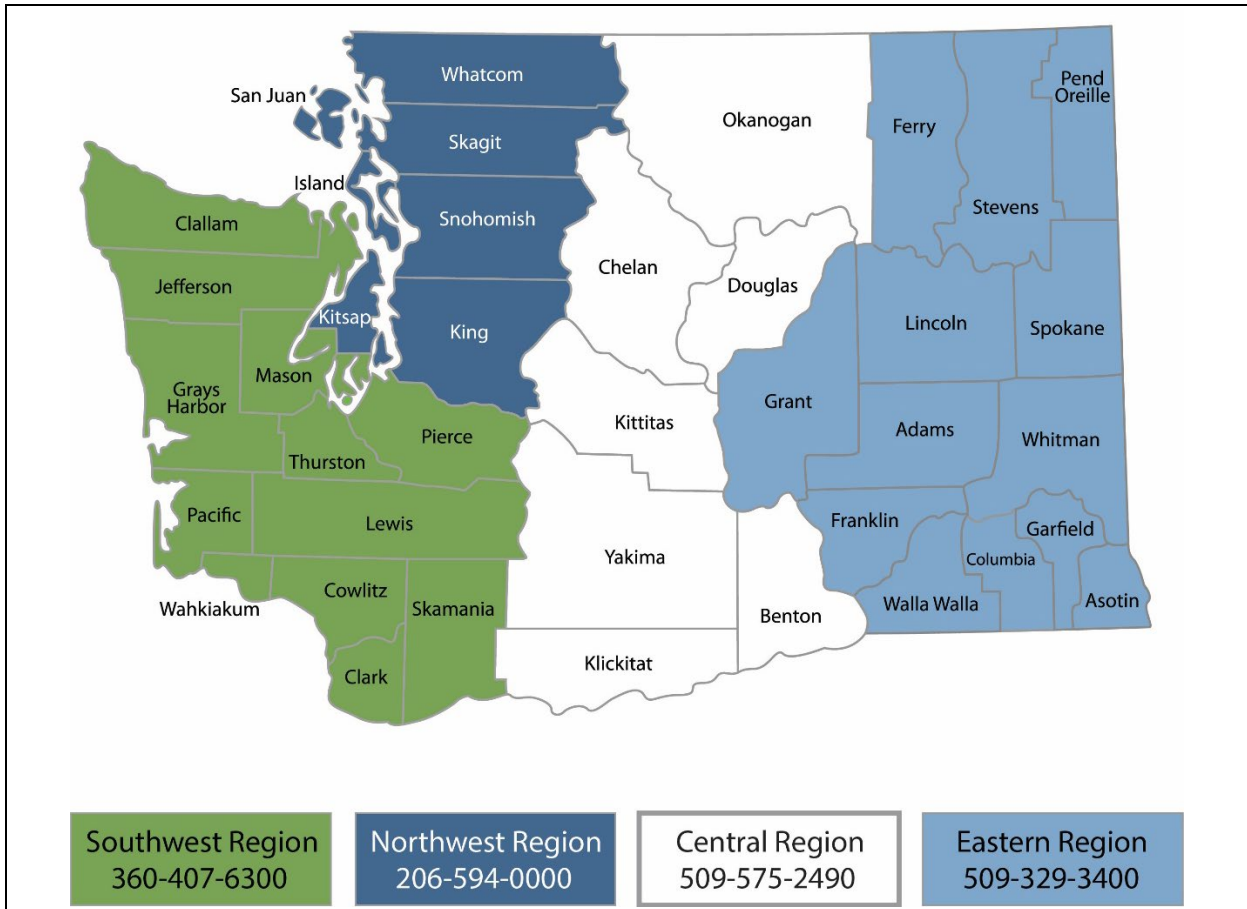 Whatcom
San Juan
Skagit
Island
Snohomish
Okanogan
Ferry
Stevens
Pend
Oreille
Clallam
Jefferson
Kitsap
King
Chelan
Douglas
Lincoln
Spokane
Grays
Harbor
Mason
Thurston
Pierce
Kittitas
Grant
Adams
Whitman
Pacific
Lewis
Yakima
Franklin
Garfield
Columbia
Wahkiakum
Cowlitz
Skamania
Benton
Walla Walla
Asotin
Clark
Klickitat
Southwest Region
360-407-6300
Northwest Region
206-594-0000
Central Region
509-575-2490
Eastern Region
509-329-3400